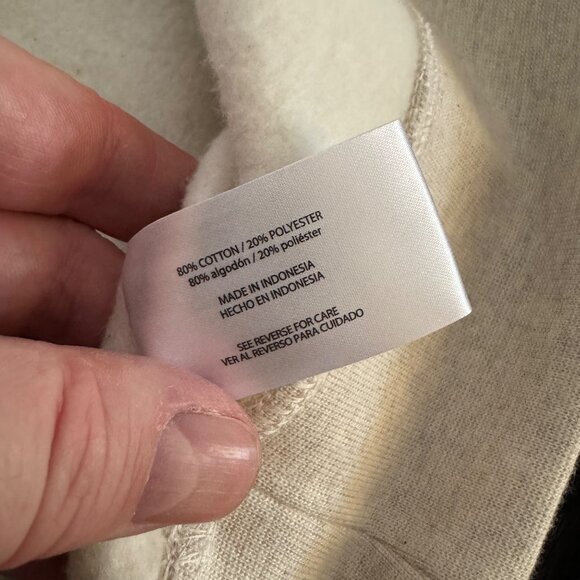 80% COTTON / 20% POLYESTER
80% algodón / 20% poliéster
MADE IN INDONESIA
HECHO EN INDONESIA
SEE REVERSE FOR CARE
VER AL REVERSO PARA CUIDADO